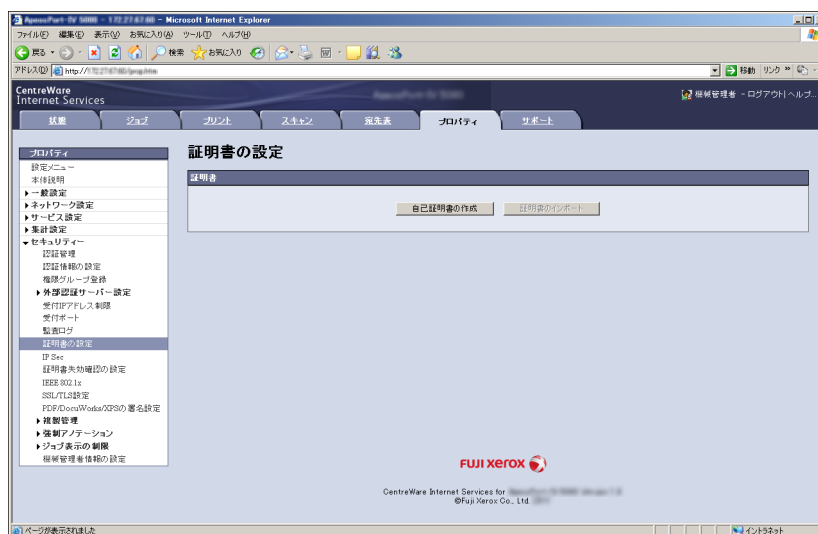 - Microsoft Internet Explorer
ファイル(F) 編集(E) 表示(V) お気に入り(A) ツール(T) ヘルプ(H)
戻る 検索 お気に入り
アドレス(D) http:// 移動 リンク »
CentreWare
Internet Services
機械管理者 - ログアウト| ヘルプ...
状態 ジョブ プリント スキャン 宛先表 プロパティ サポート
プロパティ
設定メニュー
本体説明
一般設定
ネットワーク設定
サービス設定
集計設定
セキュリティー
認証管理
認証情報の設定
権限グループ登録
外部認証サーバー設定
受付IPアドレス制限
受付ポート
監査ログ
証明書の設定
IP Sec
証明書失効確認の設定
IEEE 802.1x
SSL/TLS設定
PDF/DocuWorks/XPSの署名設定
複製管理
強制アノテーション
ジョブ表示の制限
機械管理者情報の設定
証明書の設定
証明書
自己証明書の作成 証明書のインポート
FUJI XEROX
CentreWare Internet Services for
©Fuji Xerox Co., Ltd.
ページが表示されました イントラネット